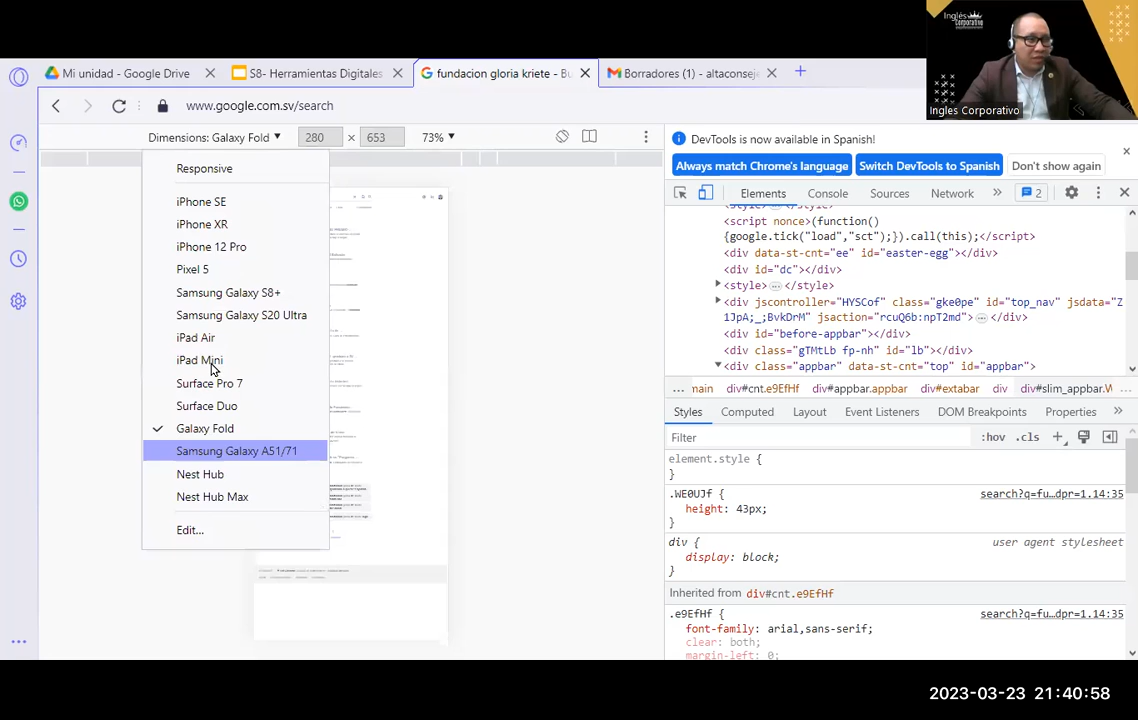 Inglés
Corporativo
Ingles Corporativo
Mi unidad - Google Drive
S8- Herramientas Digitales
fundacion gloria kriete - Bu
Borradores (1) - altaconsej
www.google.com.sv/search
Dimensions: Galaxy Fold 280 × 653 73%
Responsive
iPhone SE
iPhone XR
iPhone 12 Pro
Pixel 5
Samsung Galaxy S8+
Samsung Galaxy S20 Ultra
iPad Air
iPad Mini
Surface Pro 7
Surface Duo
Galaxy Fold
Samsung Galaxy A51/71
Nest Hub
Nest Hub Max
Edit...
DevTools is now available in Spanish!
Always match Chrome's language Switch DevTools to Spanish Don't show again
Elements Console Sources Network » 2
<style>…</style>
<script nonce>(function()
{google.tick("load","sct");}).call(this);</script>
<div data-st-cnt="ee" id="easter-egg"></div>
<div id="dc"></div>
<style>…</style>
<div jscontroller="HYSCof" class="gke0pe" id="top_nav" jsdata="Z
1JpA;_;BvkDrM" jsaction="rcuQ6b:npT2md">…</div>
<div id="before-appbar"></div>
<div class="gTMtLb fp-nh" id="lb"></div>
<div class="appbar" data-st-cnt="top" id="appbar">
... main div#cnt.e9EfHf div#appbar.appbar div#extabar div div#slim_appbar.W
Styles Computed Layout Event Listeners DOM Breakpoints Properties »
Filter :hov .cls +
element.style {
}
.WE0UJf { search?q=fu…dpr=1.14:35
height: 43px;
}
div { user agent stylesheet
display: block;
}
Inherited from div#cnt.e9EfHf
.e9EfHf { search?q=fu…dpr=1.14:35
font-family: arial,sans-serif;
clear: both;
margin-left: 0;
2023-03-23 21:40:58